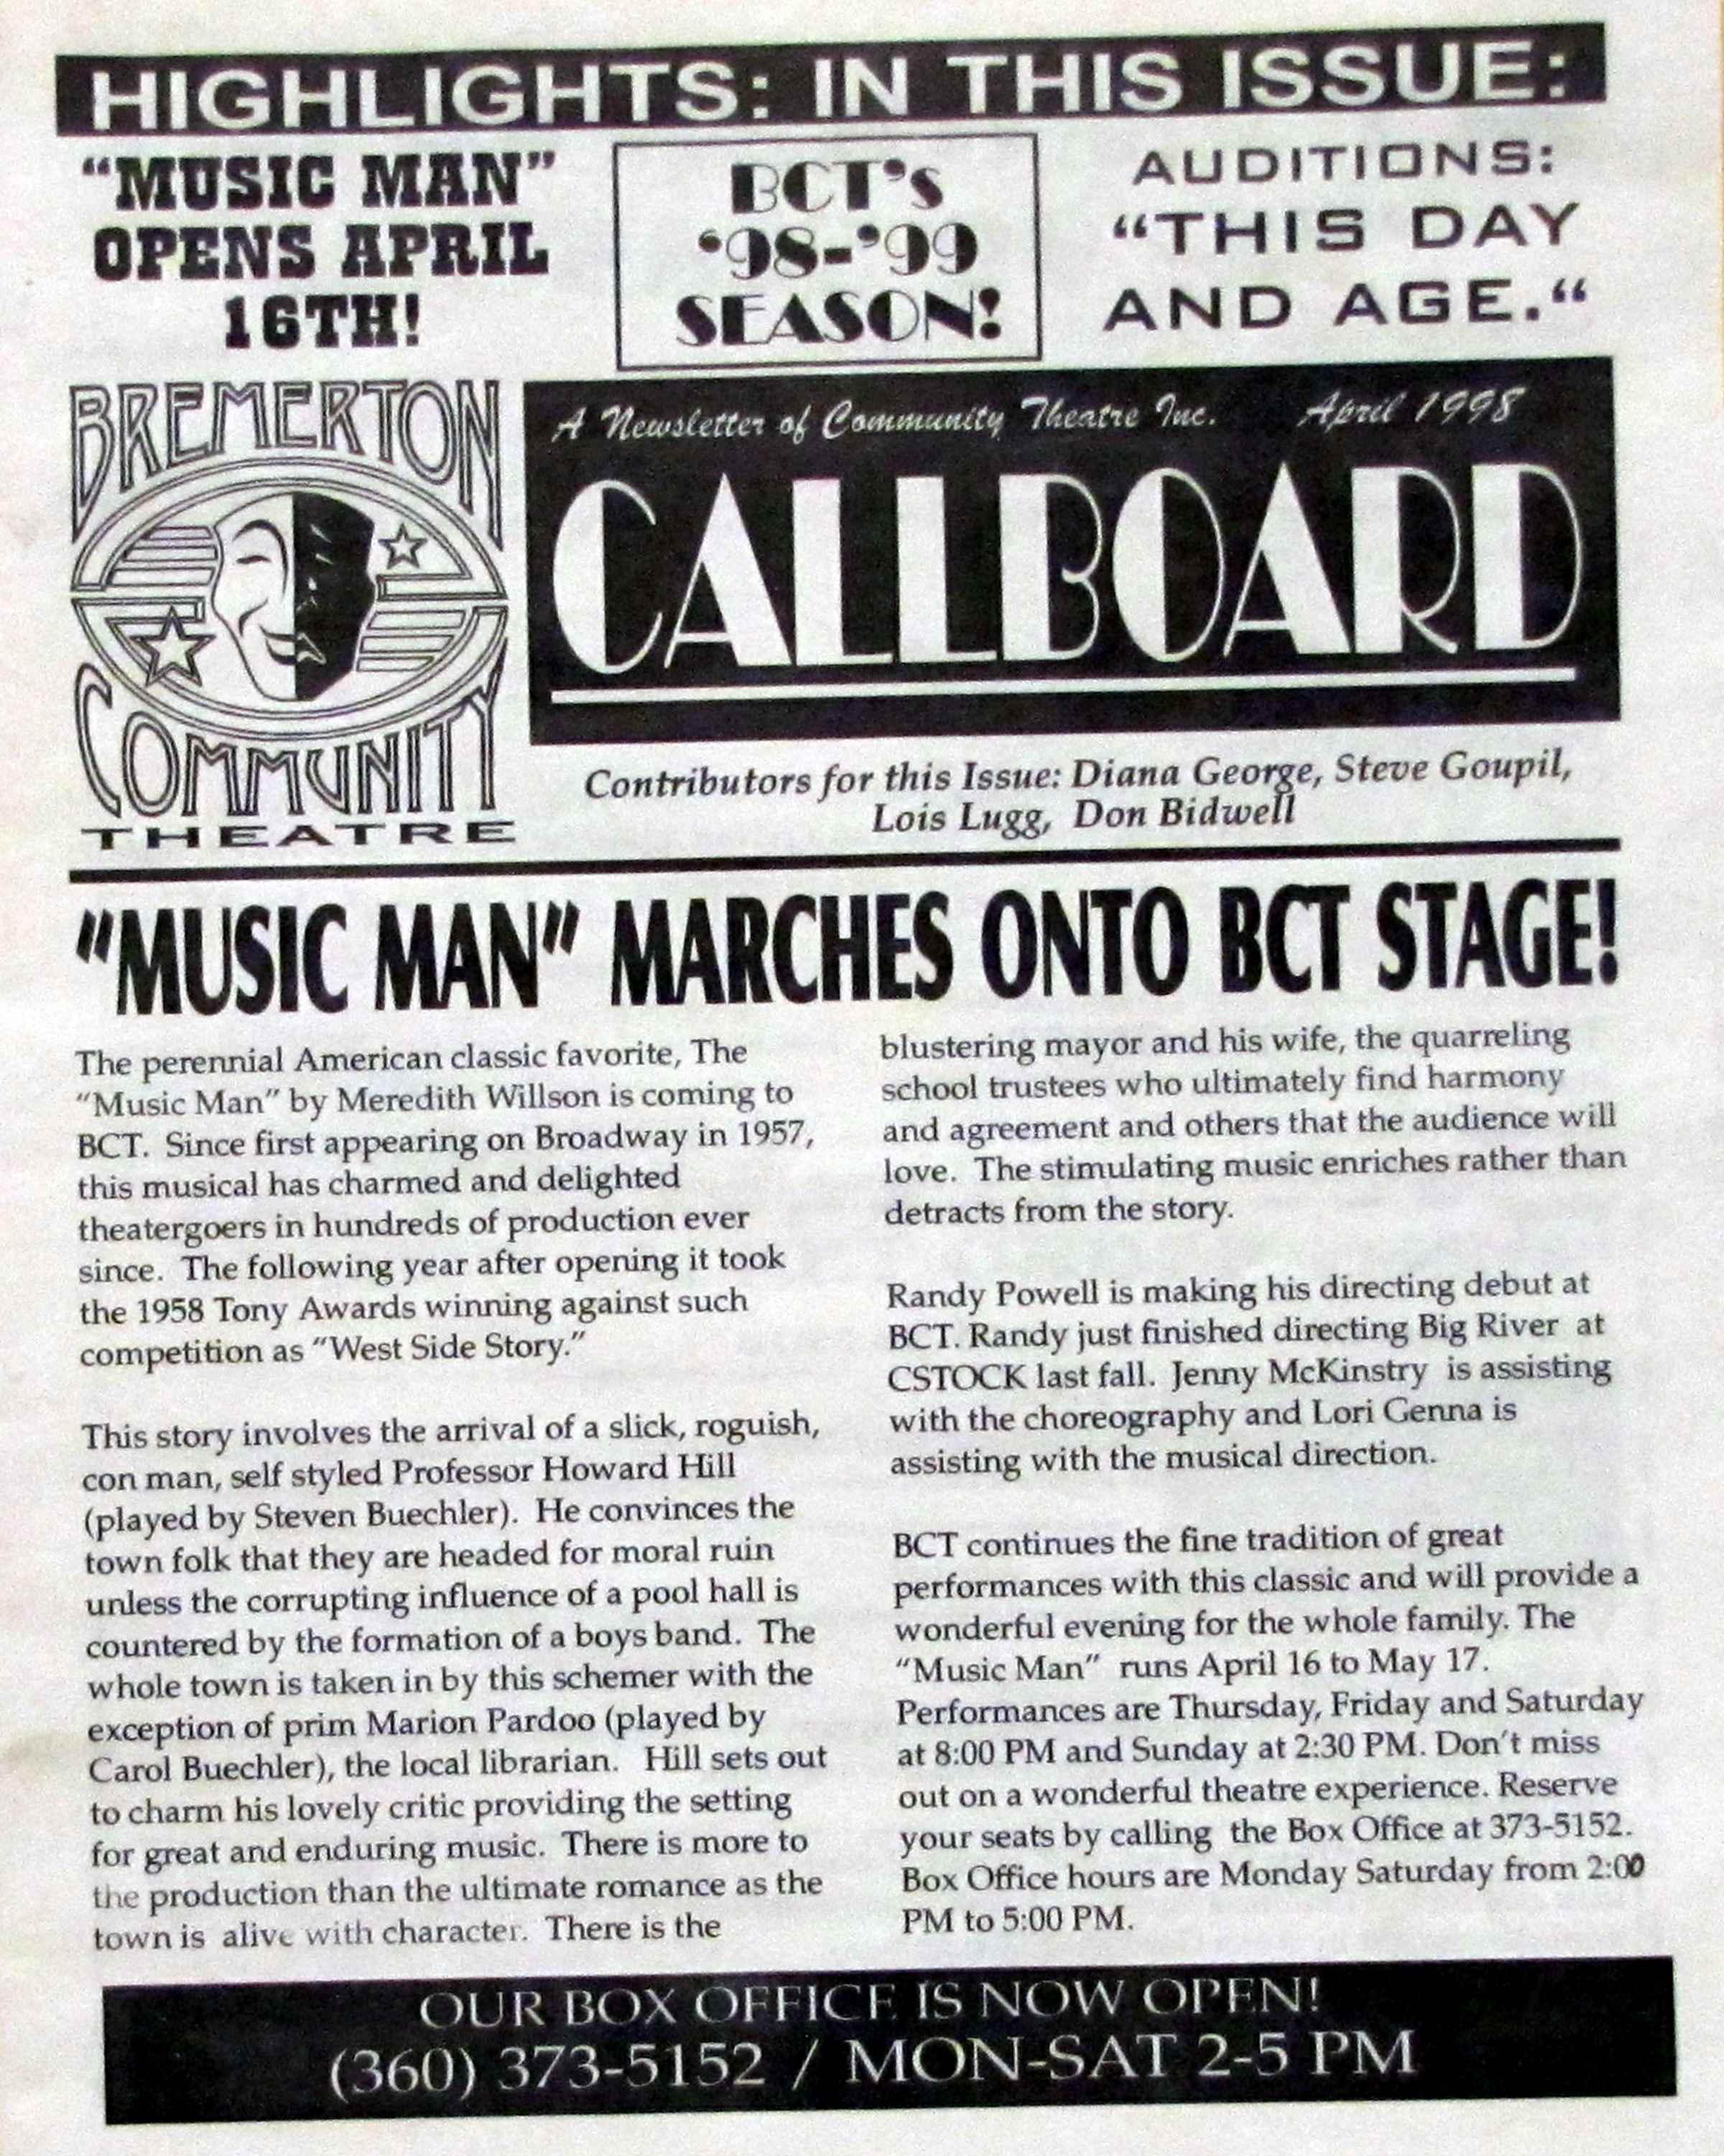 HIGHLIGHTS: IN THIS ISSUE:
"MUSIC MAN"
OPENS APRIL
16TH!
BCT's
'98-'99
SEASON!
AUDITIONS:
"THIS DAY
AND AGE."
BREMERTON
COMMUNITY
THEATRE
A Newsletter of Community Theatre Inc. April 1998
CALLBOARD
Contributors for this Issue: Diana George, Steve Goupil,
Lois Lugg, Don Bidwell
"MUSIC MAN" MARCHES ONTO BCT STAGE!
The perennial American classic favorite, The
"Music Man" by Meredith Willson is coming to
BCT. Since first appearing on Broadway in 1957,
this musical has charmed and delighted
theatergoers in hundreds of production ever
since. The following year after opening it took
the 1958 Tony Awards winning against such
competition as "West Side Story."
This story involves the arrival of a slick, roguish,
con man, self styled Professor Howard Hill
(played by Steven Buechler). He convinces the
town folk that they are headed for moral ruin
unless the corrupting influence of a pool hall is
countered by the formation of a boys band. The
whole town is taken in by this schemer with the
exception of prim Marion Pardoo (played by
Carol Buechler), the local librarian. Hill sets out
to charm his lovely critic providing the setting
for great and enduring music. There is more to
the production than the ultimate romance as the
town is alive with character. There is the
blustering mayor and his wife, the quarreling
school trustees who ultimately find harmony
and agreement and others that the audience will
love. The stimulating music enriches rather than
detracts from the story.
Randy Powell is making his directing debut at
BCT. Randy just finished directing Big River at
CSTOCK last fall. Jenny McKinstry is assisting
with the choreography and Lori Genna is
assisting with the musical direction.
BCT continues the fine tradition of great
performances with this classic and will provide a
wonderful evening for the whole family. The
"Music Man" runs April 16 to May 17.
Performances are Thursday, Friday and Saturday
at 8:00 PM and Sunday at 2:30 PM. Don't miss
out on a wonderful theatre experience. Reserve
your seats by calling the Box Office at 373-5152.
Box Office hours are Monday Saturday from 2:00
PM to 5:00 PM.
OUR BOX OFFICE IS NOW OPEN!
(360) 373-5152 / MON-SAT 2-5 PM